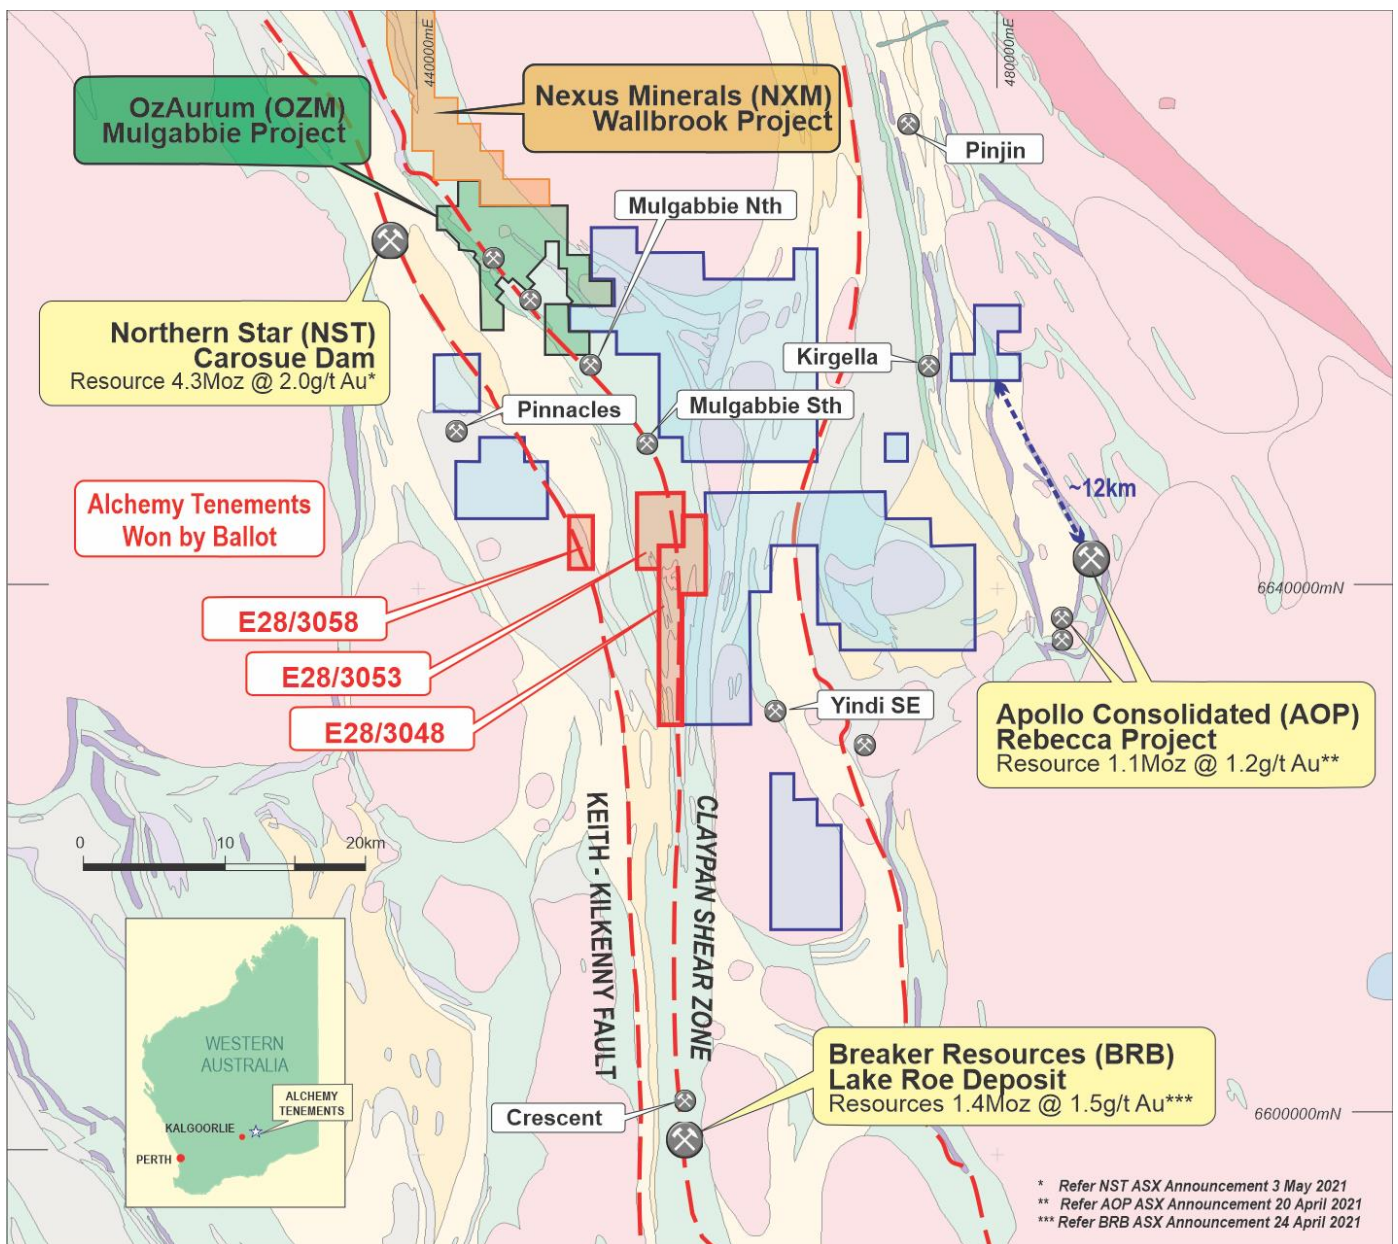 440000mE
480000mE
OzAurum (OZM)
Mulgabbie Project
Nexus Minerals (NXM)
Wallbrook Project
Pinjin
Mulgabbie Nth
Northern Star (NST)
Carosue Dam
Resource 4.3Moz @ 2.0g/t Au*
Kirgella
Pinnacles
Mulgabbie Sth
Alchemy Tenements
Won by Ballot
~12km
6640000mN
E28/3058
E28/3053
E28/3048
Yindi SE
Apollo Consolidated (AOP)
Rebecca Project
Resource 1.1Moz @ 1.2g/t Au**
KEITH - KILKENNY FAULT
CLAYPAN SHEAR ZONE
0
10
20km
WESTERN
AUSTRALIA
ALCHEMY
TENEMENTS
KALGOORLIE
PERTH
Breaker Resources (BRB)
Lake Roe Deposit
Resources 1.4Moz @ 1.5g/t Au***
Crescent
6600000mN
* Refer NST ASX Announcement 3 May 2021
** Refer AOP ASX Announcement 20 April 2021
*** Refer BRB ASX Announcement 24 April 2021